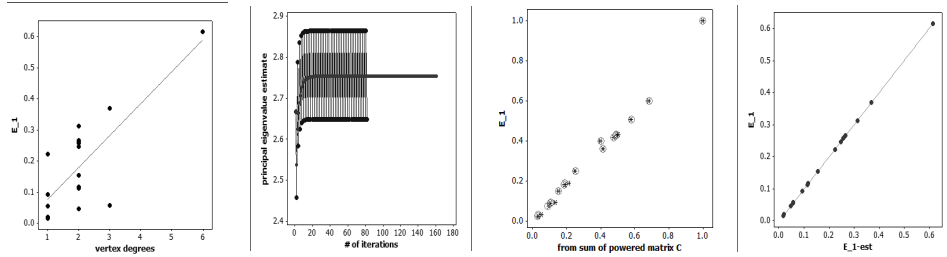 E_1
0.6
0.5
0.4
0.3
0.2
0.1
0.0
1 2 3 4 5 6
vertex degrees
principal eigenvalue estimate
2.9
2.8
2.7
2.6
2.5
2.4
0 20 40 60 80 100 120 140 160 180
# of iterations
E_1
1.0
0.8
0.6
0.4
0.2
0.0
0.0 0.2 0.4 0.6 0.8 1.0
from sum of powered matrix C
E_1
0.6
0.5
0.4
0.3
0.2
0.1
0.0
0.0 0.1 0.2 0.3 0.4 0.5 0.6
E_1-est